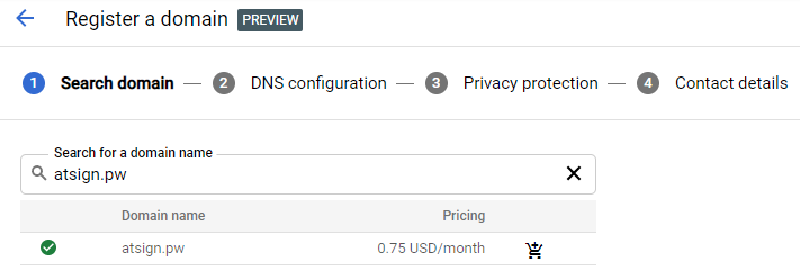 Register a domain PREVIEW
1 Search domain 2 DNS configuration 3 Privacy protection 4 Contact details
Search for a domain name
atsign.pw
Domain name Pricing
atsign.pw 0.75 USD/month